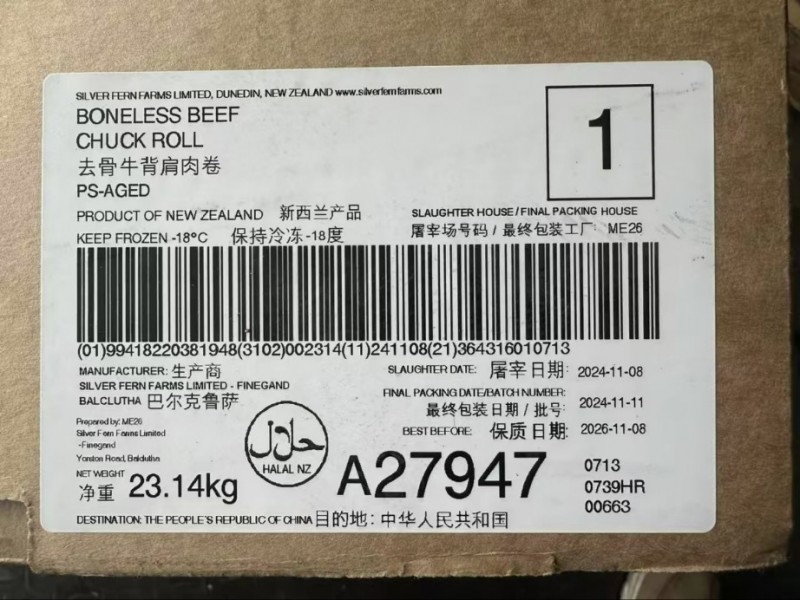 SILVER FERN FARMS LIMITED, DUNEDIN, NEW ZEALAND www.silverfernfarms.com
BONELESS BEEF
CHUCK ROLL
去骨牛背肩肉卷
PS-AGED
1
PRODUCT OF NEW ZEALAND 新西兰产品
KEEP FROZEN -18°C 保持冷冻-18度
SLAUGHTER HOUSE / FINAL PACKING HOUSE
屠宰场号码 / 最终包装工厂: ME26
(01)99418220381948(3102)002314(11)241108(21)364316010713
MANUFACTURER: 生产商
SILVER FERN FARMS LIMITED - FINEGAND
BALCLUTHA 巴尔克鲁萨
SLAUGHTER DATE: 屠宰日期: 2024-11-08
FINAL PACKING DATE/BATCH NUMBER:
最终包装日期 / 批号: 2024-11-11
BEST BEFORE: 保质日期: 2026-11-08
Prepared by: ME26
Silver Fern Farms Limited
-Finegand
Yorston Road, Balclutha
NET WEIGHT
净重 23.14kg
حلال
HALAL NZ
A27947
0713
0739HR
00663
DESTINATION: THE PEOPLE'S REPUBLIC OF CHINA 目的地: 中华人民共和国